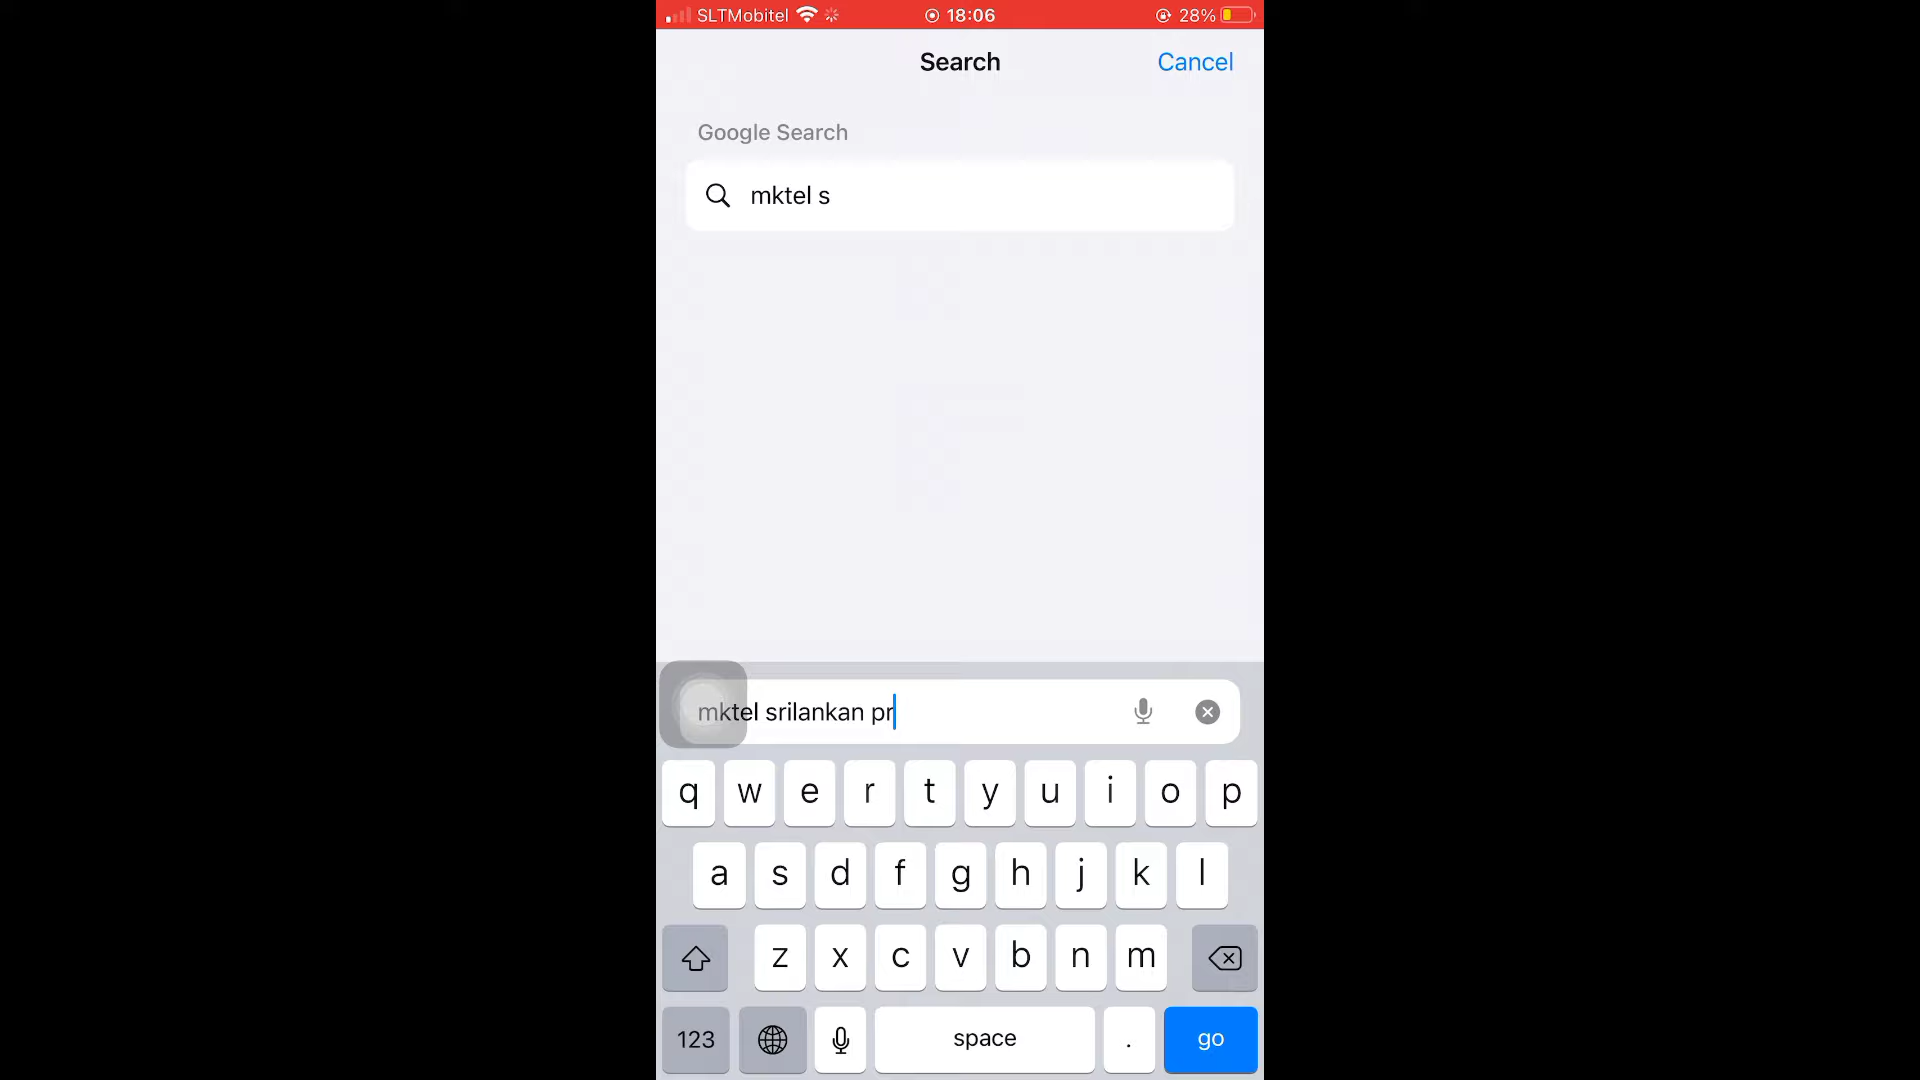 SLTMobitel 18:06 28%
Search Cancel
Google Search
mktel s
mktel srilankan pr
q w e r t y u i o p
a s d f g h j k l
z x c v b n m
123 space . go